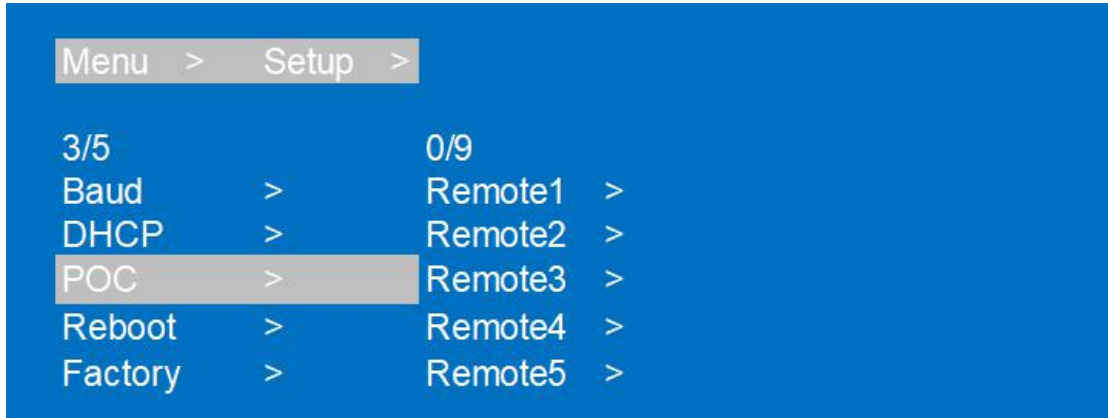 Menu > Setup >
3/5 0/9
Baud > Remote1 >
DHCP > Remote2 >
POC > Remote3 >
Reboot > Remote4 >
Factory > Remote5 >